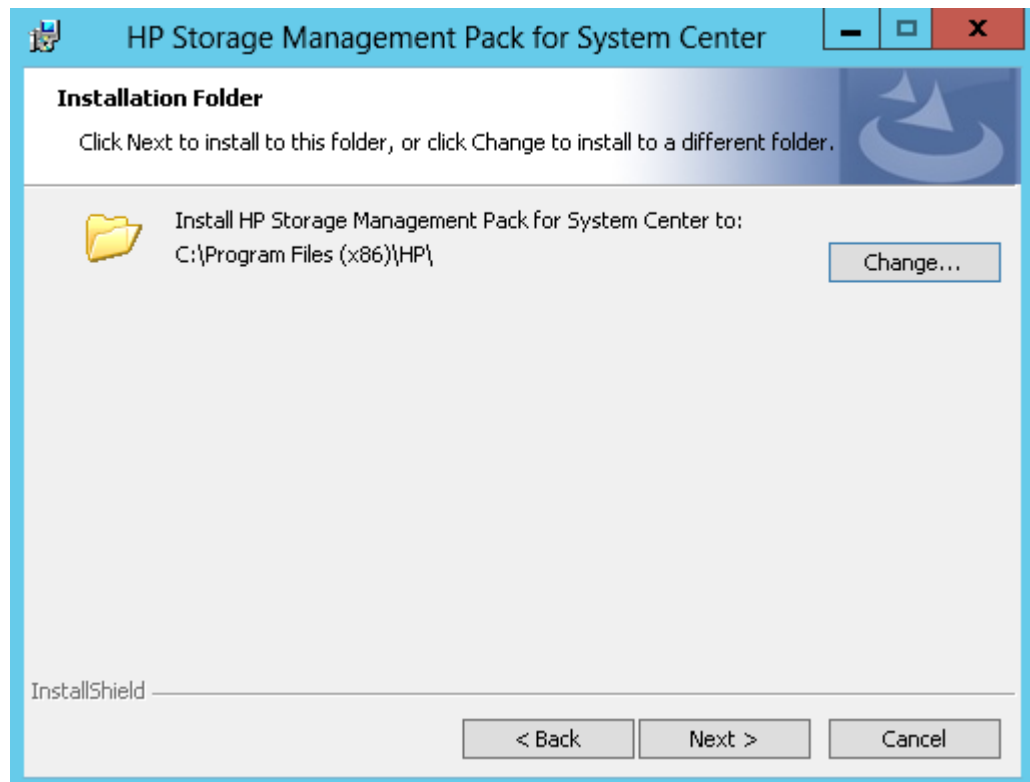 HP Storage Management Pack for System Center
Installation Folder
Click Next to install to this folder, or click Change to install to a different folder.
Install HP Storage Management Pack for System Center to:
C:\Program Files (x86)\HP\
Change...
InstallShield
< Back
Next >
Cancel